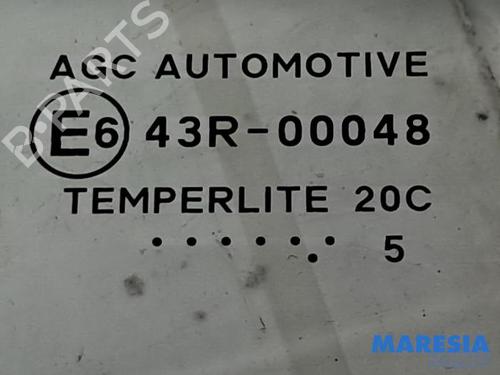 AGC AUTOMOTIVE
E6 43R-00048
TEMPERLITE 20C
...... . 5
B-PARTS
MARESIA